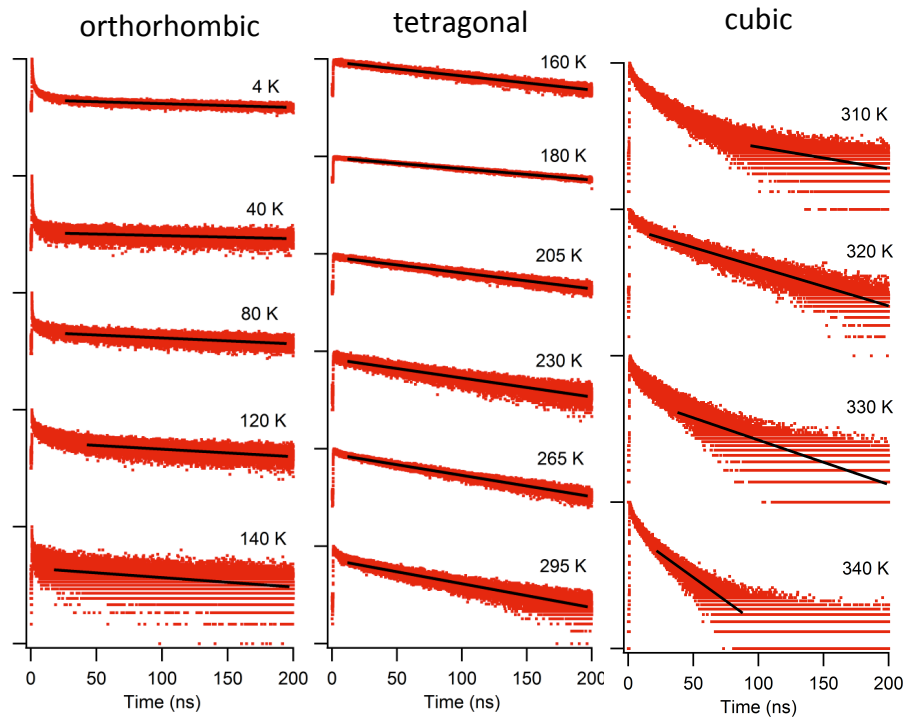 orthorhombic
4 K
40 K
80 K
120 K
140 K
0 50 100 150 200
Time (ns)
tetragonal
160 K
180 K
205 K
230 K
265 K
295 K
0 50 100 150 200
Time (ns)
cubic
310 K
320 K
330 K
340 K
0 50 100 150 200
Time (ns)